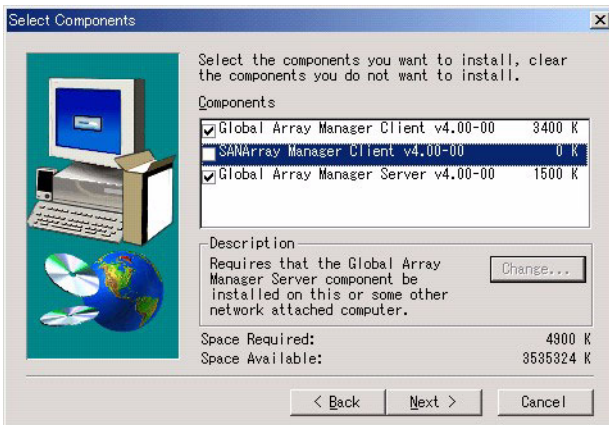 Select Components
Select the components you want to install, clear
the components you do not want to install.
Components
Global Array Manager Client v4.00-00 3400 K
SANArray Manager Client v4.00-00 0 K
Global Array Manager Server v4.00-00 1500 K
Description
Requires that the Global Array
Manager Server component be
installed on this or some other
network attached computer.
Change...
Space Required: 4900 K
Space Available: 3535324 K
< Back Next > Cancel